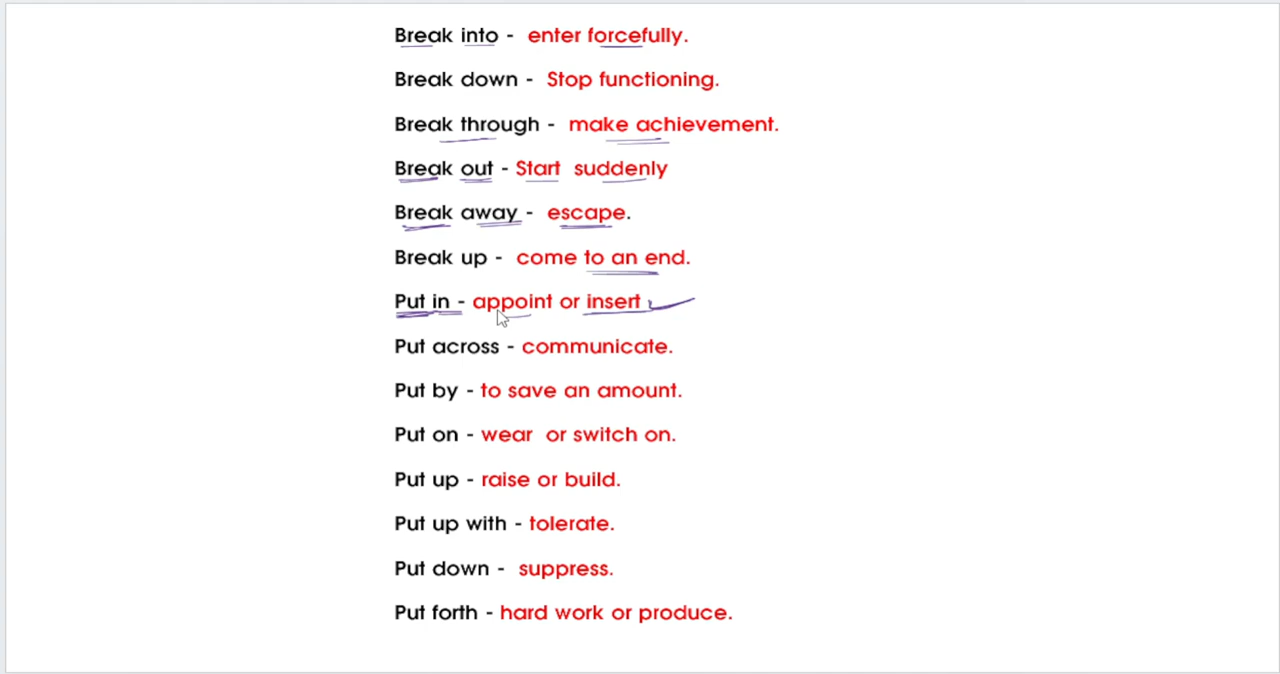 Break into - enter forcefully.
Break down - Stop functioning.
Break through - make achievement.
Break out - Start suddenly
Break away - escape.
Break up - come to an end.
Put in - appoint or insert
Put across - communicate.
Put by - to save an amount.
Put on - wear or switch on.
Put up - raise or build.
Put up with - tolerate.
Put down - suppress.
Put forth - hard work or produce.